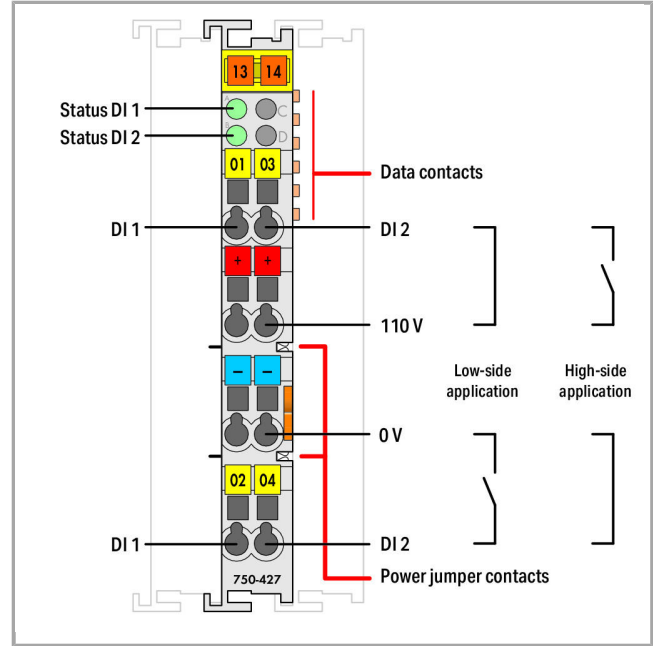 13 14
A C
Status DI 1
B D
Status DI 2
01 03
Data contacts
DI 1
DI 2
+ +
110 V
Low-side
application
High-side
application
– –
0 V
02 04
DI 1
DI 2
750-427
Power jumper contacts